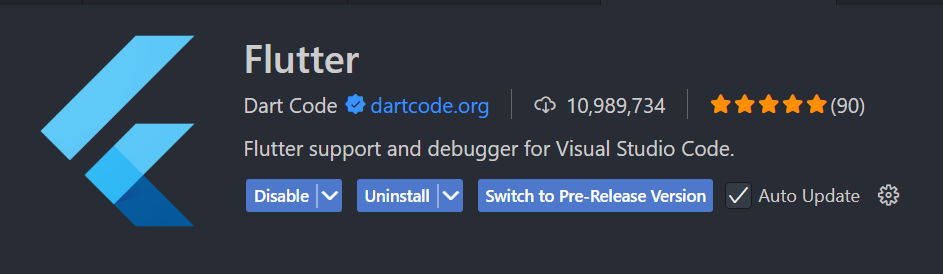 Flutter
Dart Code dartcode.org 10,989,734 (90)
Flutter support and debugger for Visual Studio Code.
Disable Uninstall Switch to Pre-Release Version Auto Update